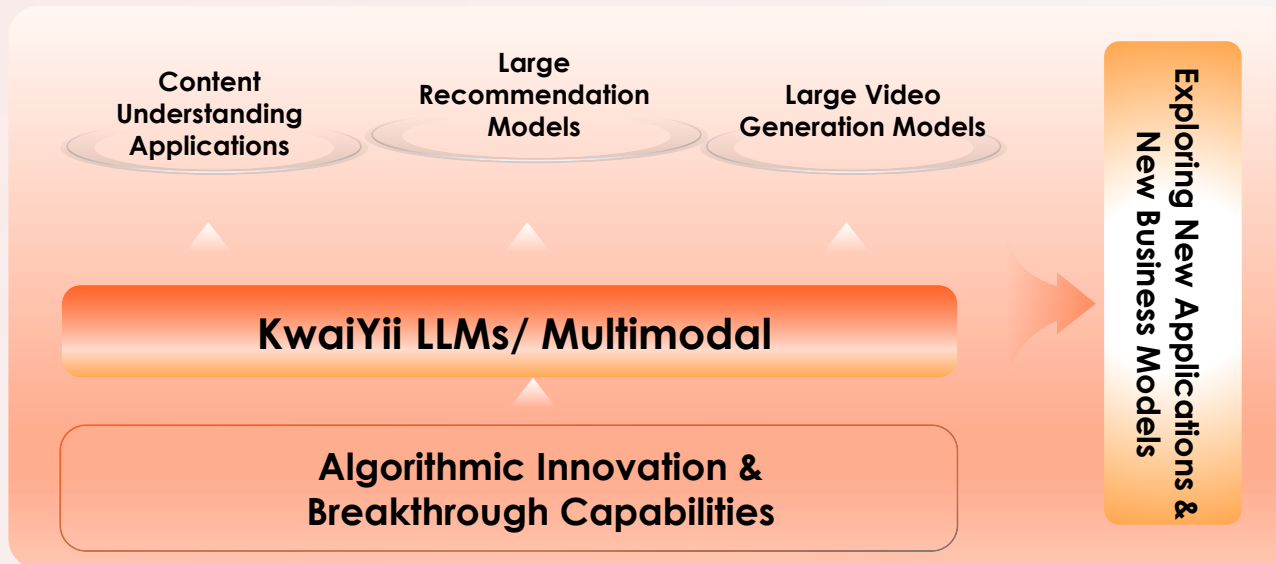 Content
Understanding
Applications
Large
Recommendation
Models
Large Video
Generation Models
KwaiYii LLMs/ Multimodal
Algorithmic Innovation &
Breakthrough Capabilities
Exploring New Applications &
New Business Models